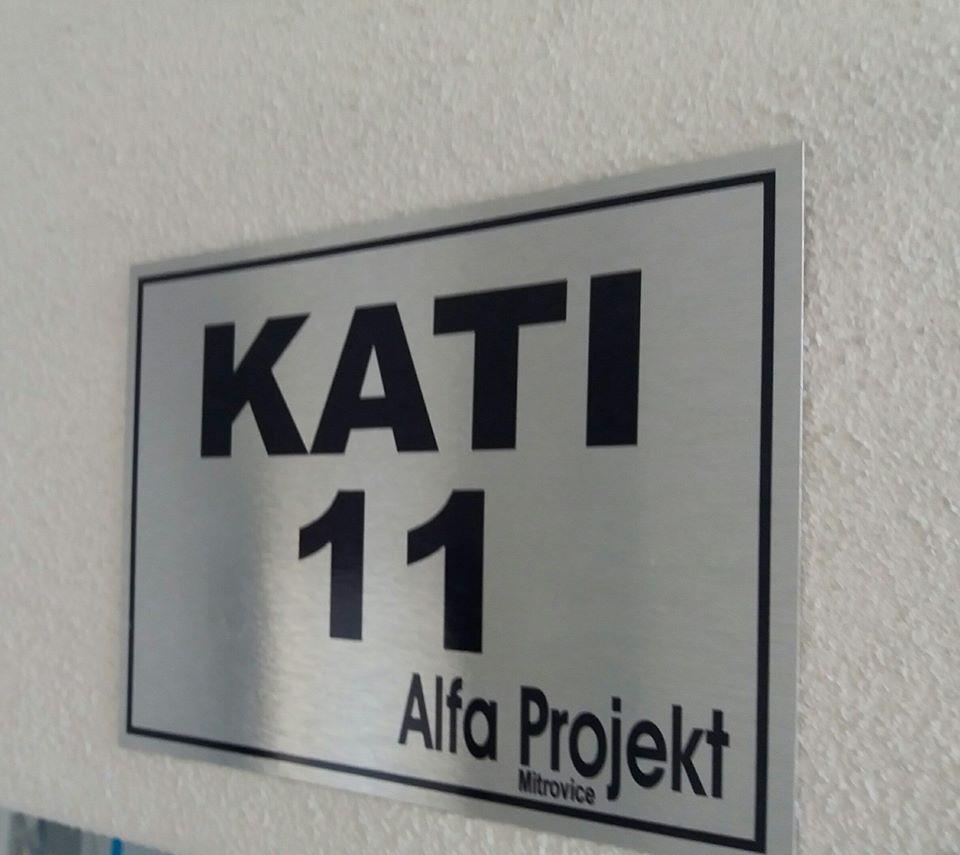 KATI
11
Alfa Projekt
Mitrovice